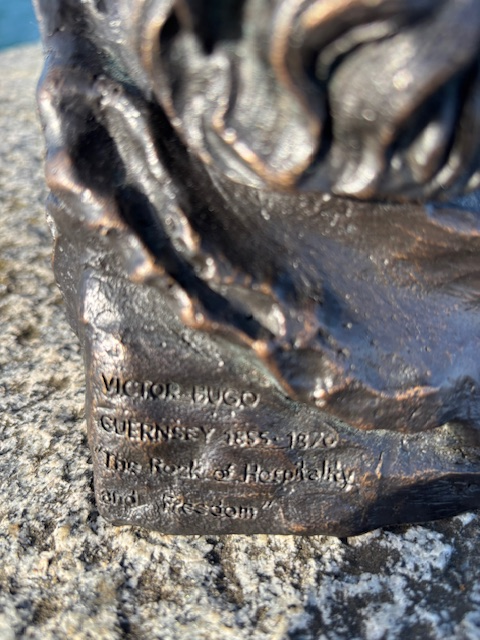 VICTOR HUGO
GUERNSEY 1855-1870
"The Rock of Hospitality
and Freedom"